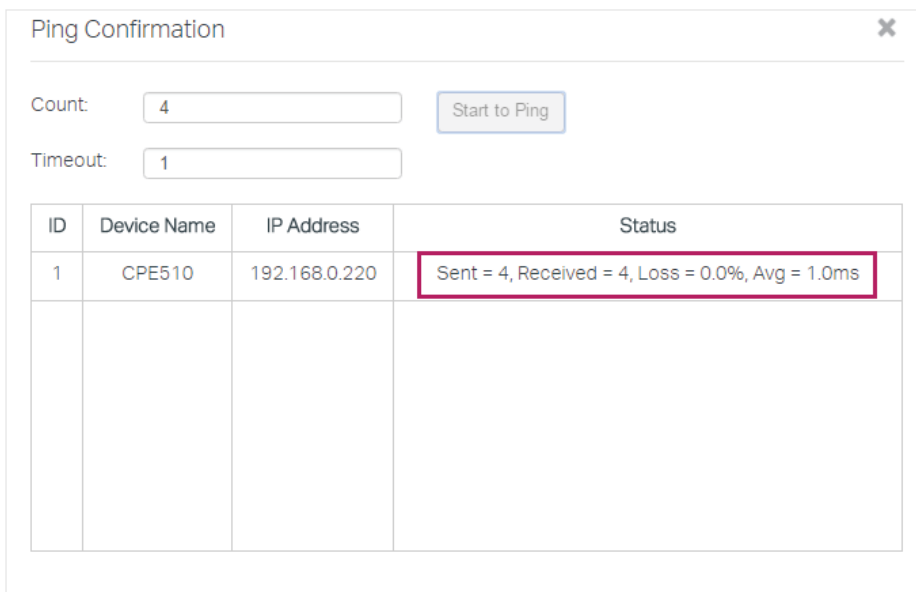 Ping Confirmation
Count: 4 Start to Ping
Timeout: 1
ID Device Name IP Address Status
1 CPE510 192.168.0.220 Sent = 4, Received = 4, Loss = 0.0%, Avg = 1.0ms